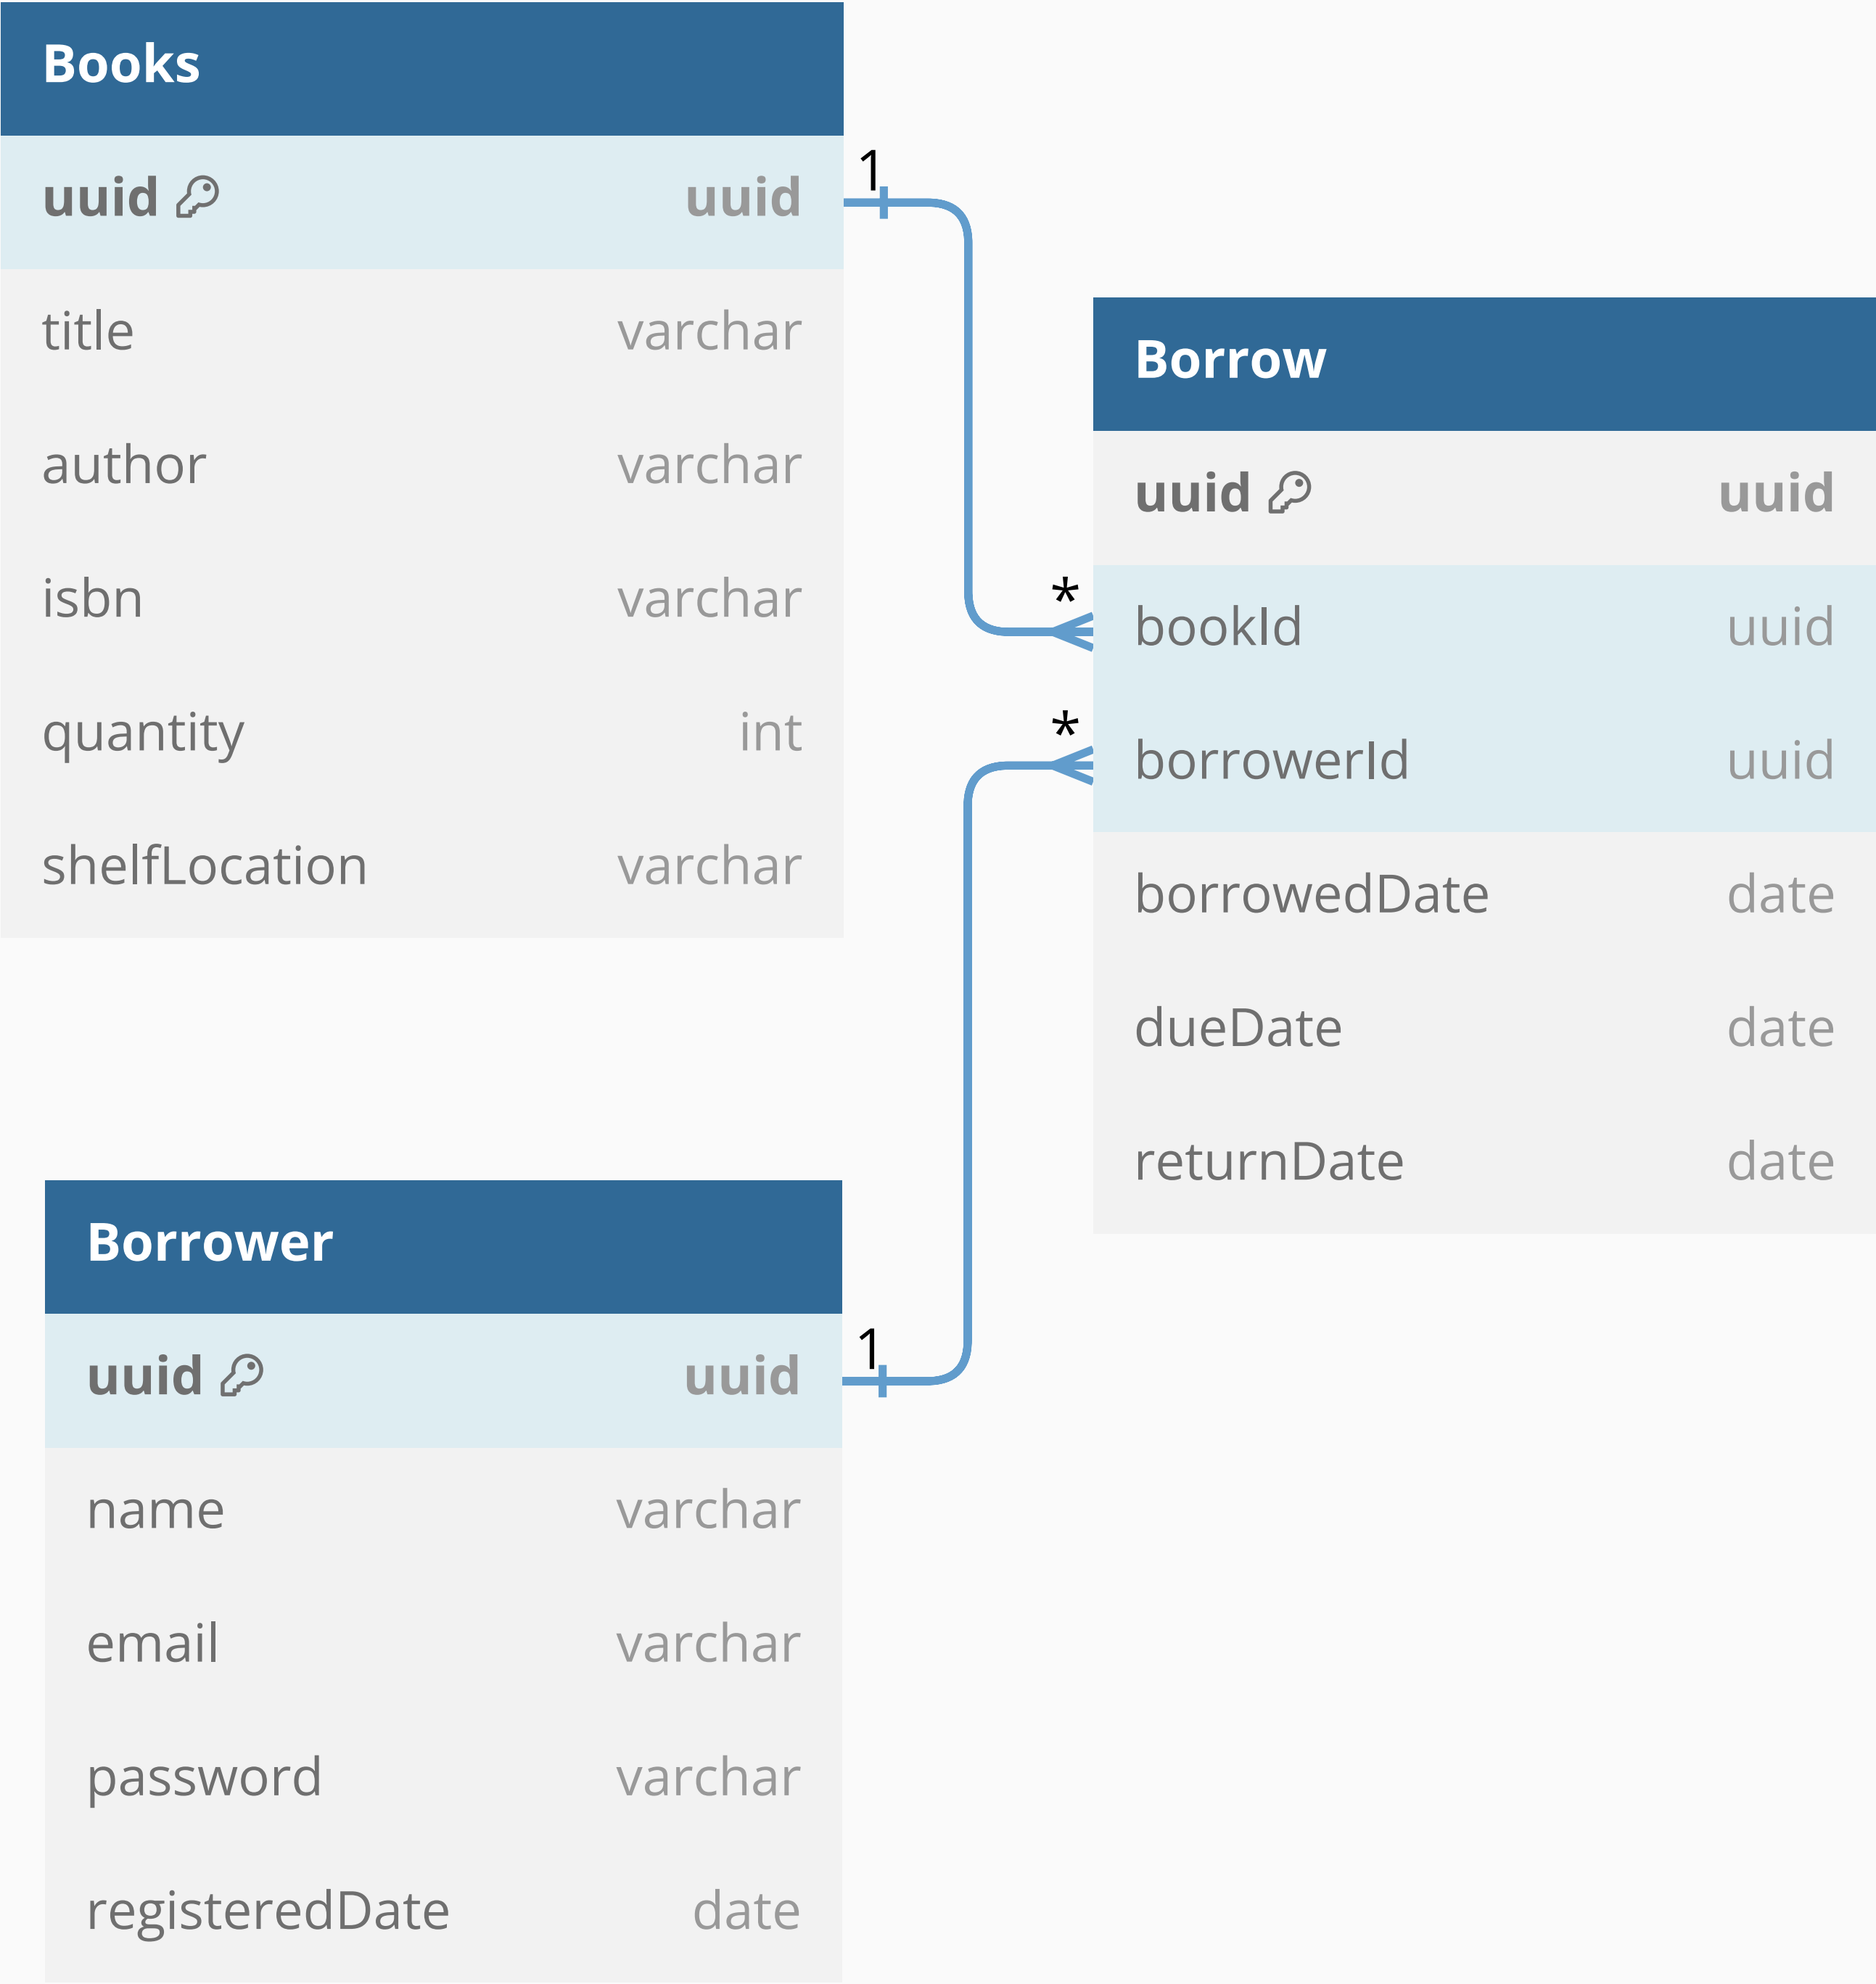 Books
uuid uuid
title varchar
author varchar
isbn varchar
quantity int
shelfLocation varchar
1
*
*
1
Borrow
uuid uuid
bookId uuid
borrowerId uuid
borrowedDate date
dueDate date
returnDate date
Borrower
uuid uuid
name varchar
email varchar
password varchar
registeredDate date